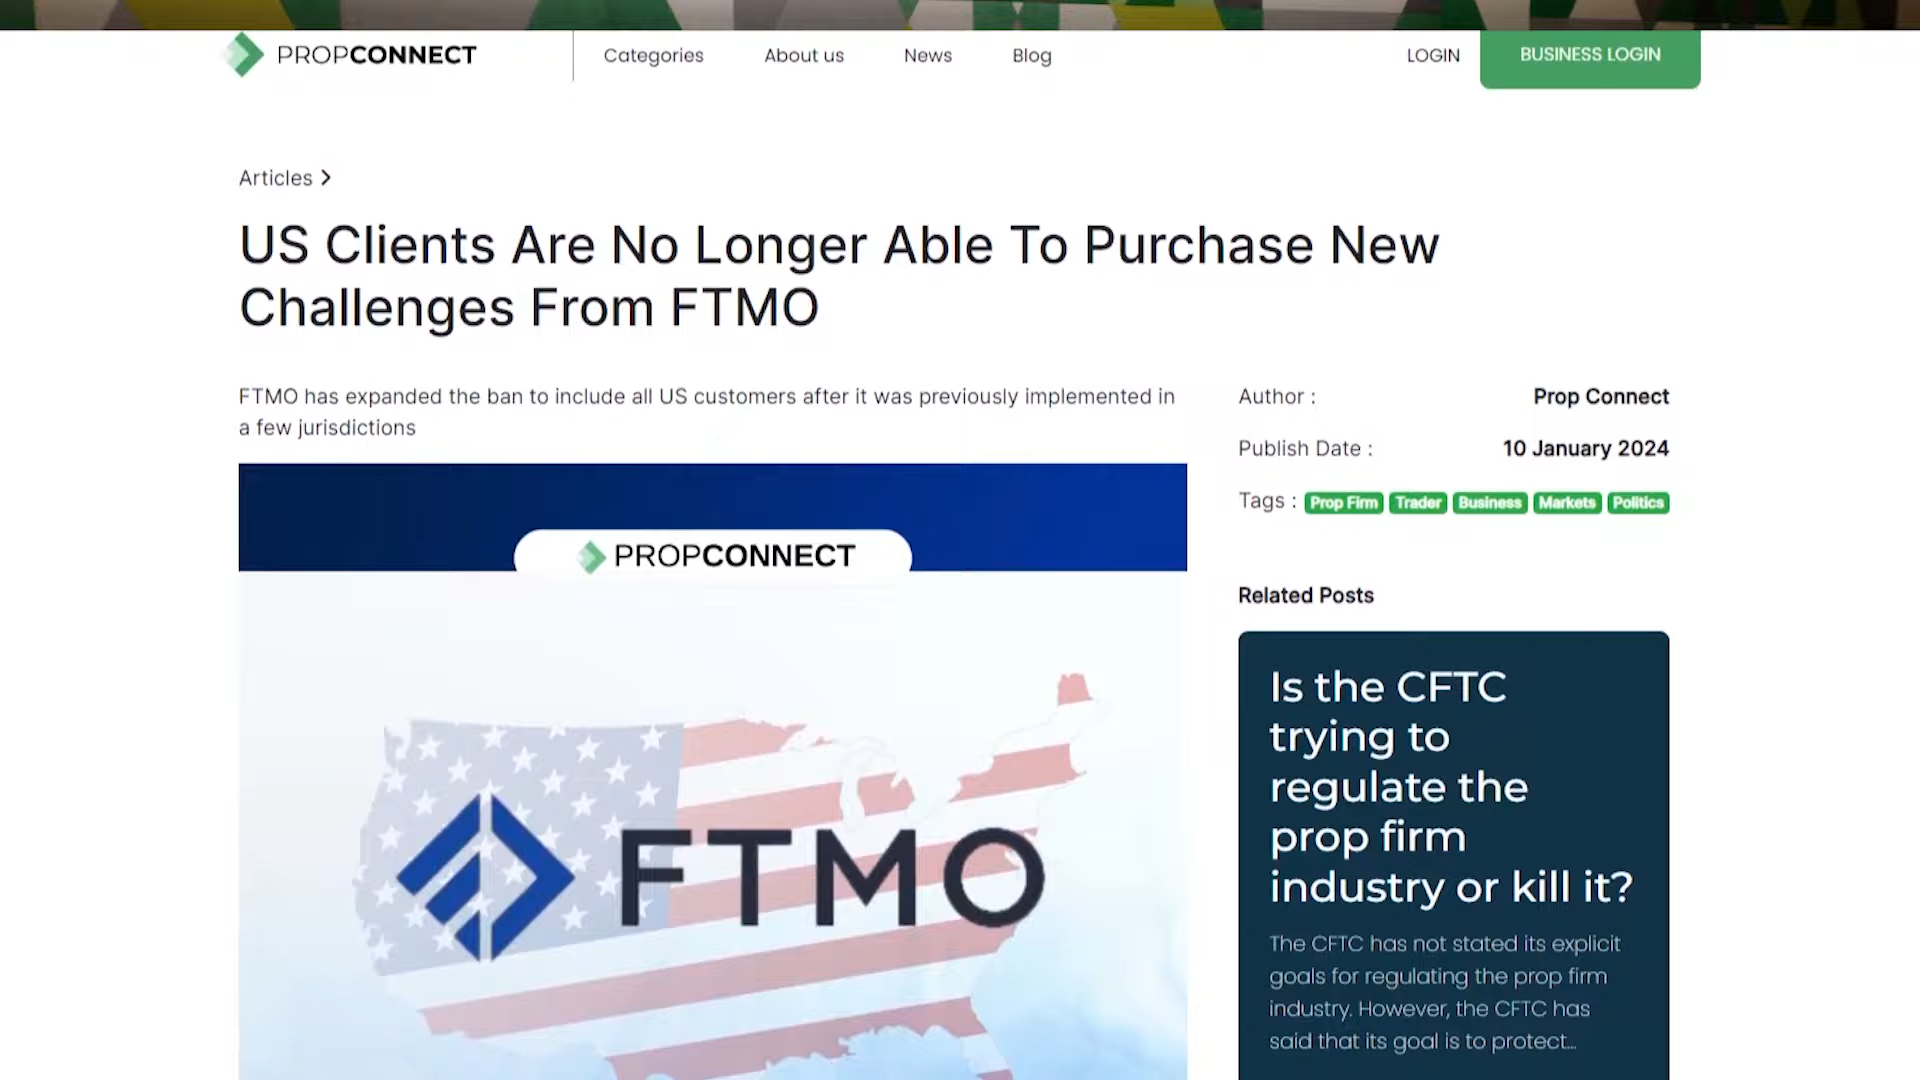 PROPCONNECT
Categories
About us
News
Blog
LOGIN
BUSINESS LOGIN
Articles
US Clients Are No Longer Able To Purchase New
Challenges From FTMO
FTMO has expanded the ban to include all US customers after it was previously implemented in
a few jurisdictions
PROPCONNECT
FTMO
Author :
Prop Connect
Publish Date :
10 January 2024
Tags :
Prop Firm
Trader
Business
Markets
Politics
Related Posts
Is the CFTC
trying to
regulate the
prop firm
industry or kill it?
The CFTC has not stated its explicit
goals for regulating the prop firm
industry. However, the CFTC has
said that its goal is to protect...